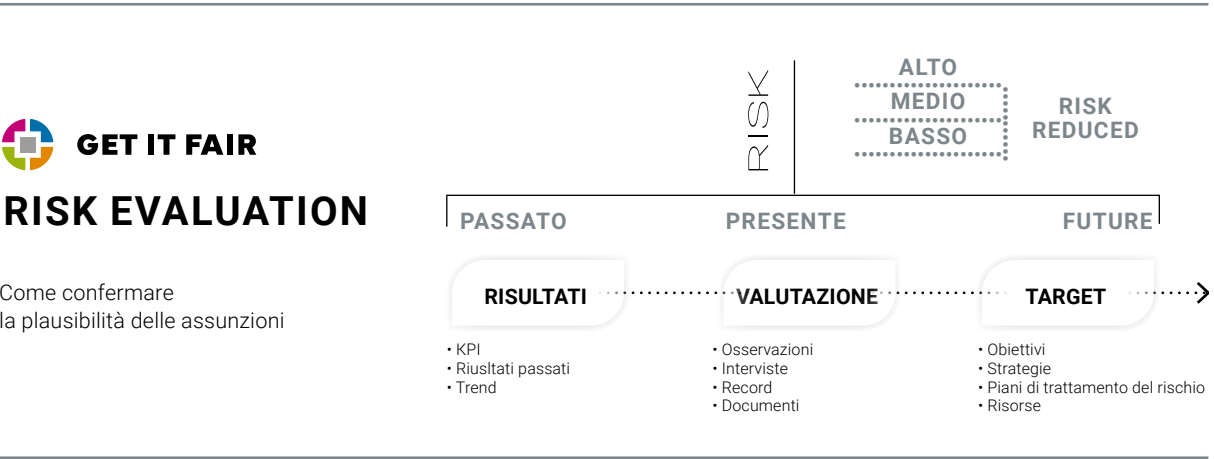 GET IT FAIR
RISK EVALUATION
Come confermare
la plausibilità delle assunzioni
RISK
ALTO
MEDIO
BASSO
RISK
REDUCED
PASSATO
PRESENTE
FUTURE
RISULTATI
VALUTAZIONE
TARGET
• KPI
• Riusltati passati
• Trend
• Osservazioni
• Interviste
• Record
• Documenti
• Obiettivi
• Strategie
• Piani di trattamento del rischio
• Risorse